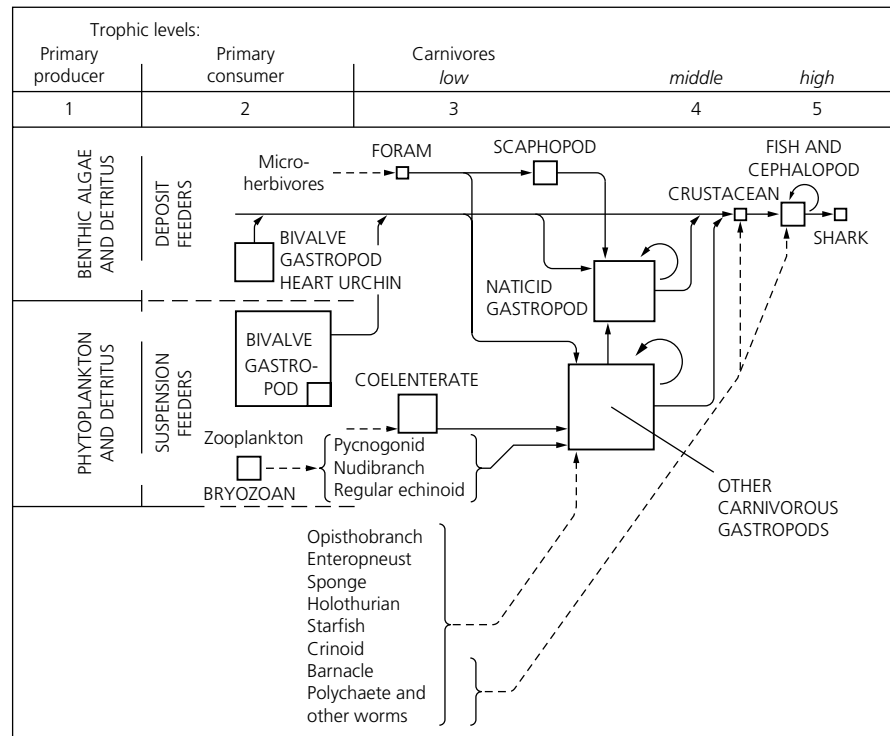 Trophic levels:
Primary
producer
Primary
consumer
Carnivores
low
middle
high
1
2
3
4
5
BENTHIC ALGAE
AND DETRITUS
DEPOSIT
FEEDERS
Micro-
herbivores
FORAM
SCAPHOPOD
FISH AND
CEPHALOPOD
CRUSTACEAN
SHARK
BIVALVE
GASTROPOD
HEART URCHIN
NATICID
GASTROPOD
PHYTOPLANKTON
AND DETRITUS
SUSPENSION
FEEDERS
BIVALVE
GASTRO-
POD
COELENTERATE
Zooplankton
BRYOZOAN
Pycnogonid
Nudibranch
Regular echinoid
OTHER
CARNIVOROUS
GASTROPODS
Opisthobranch
Enteropneust
Sponge
Holothurian
Starfish
Crinoid
Barnacle
Polychaete and
other worms